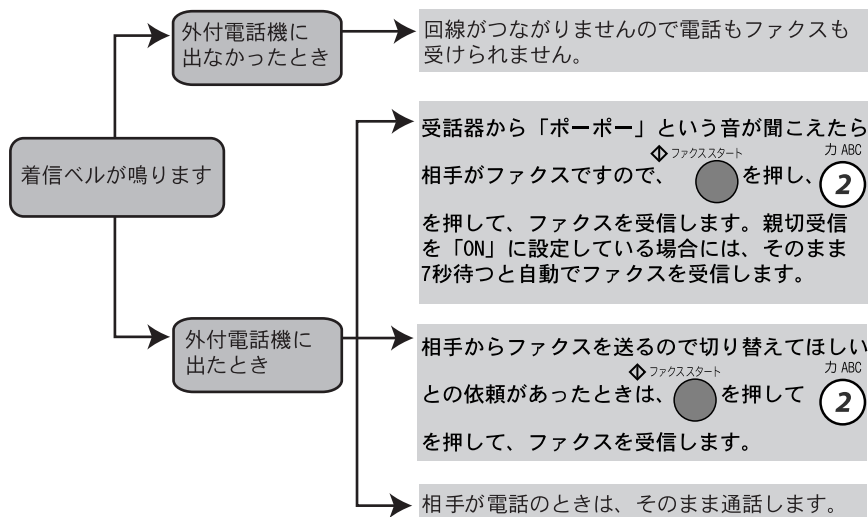 外付電話機に
出なかったとき
回線がつながりませんので電話もファクスも
受けられません。
着信ベルが鳴ります
受話器から「ポーポー」という音が聞こえたら
ファクススタート
カ ABC
相手がファクスですので、 を押し、 2
を押して、ファクスを受信します。親切受信
を「ON」に設定している場合には、そのまま
7秒待つと自動でファクスを受信します。
外付電話機に
出たとき
相手からファクスを送るので切り替えてほしい
ファクススタート
カ ABC
との依頼があったときは、 を押して 2
を押して、ファクスを受信します。
相手が電話のときは、そのまま通話します。